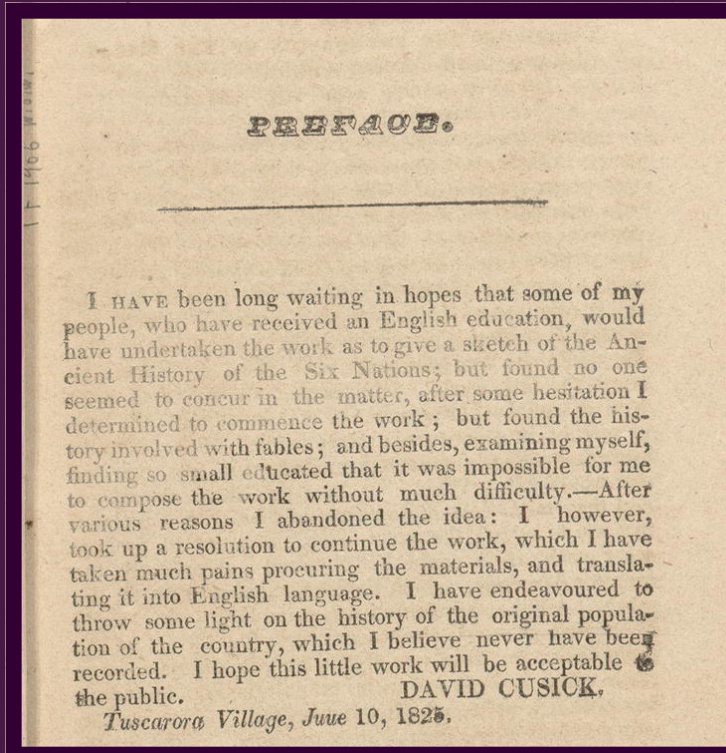 PREFACE.
I HAVE been long waiting in hopes that some of my
people, who have received an English education, would
have undertaken the work as to give a sketch of the An-
cient History of the Six Nations; but found no one
seemed to concur in the matter, after some hesitation I
determined to commence the work; but found the his-
tory involved with fables; and besides, examining myself,
finding so small educated that it was impossible for me
to compose the work without much difficulty.—After
various reasons I abandoned the idea: I however,
took up a resolution to continue the work, which I have
taken much pains procuring the materials, and transla-
ting it into English language. I have endeavoured to
throw some light on the history of the original popula-
tion of the country, which I believe never have been
recorded. I hope this little work will be acceptable to
the public. DAVID CUSICK.
Tuscarora Village, Juue 10, 1825.